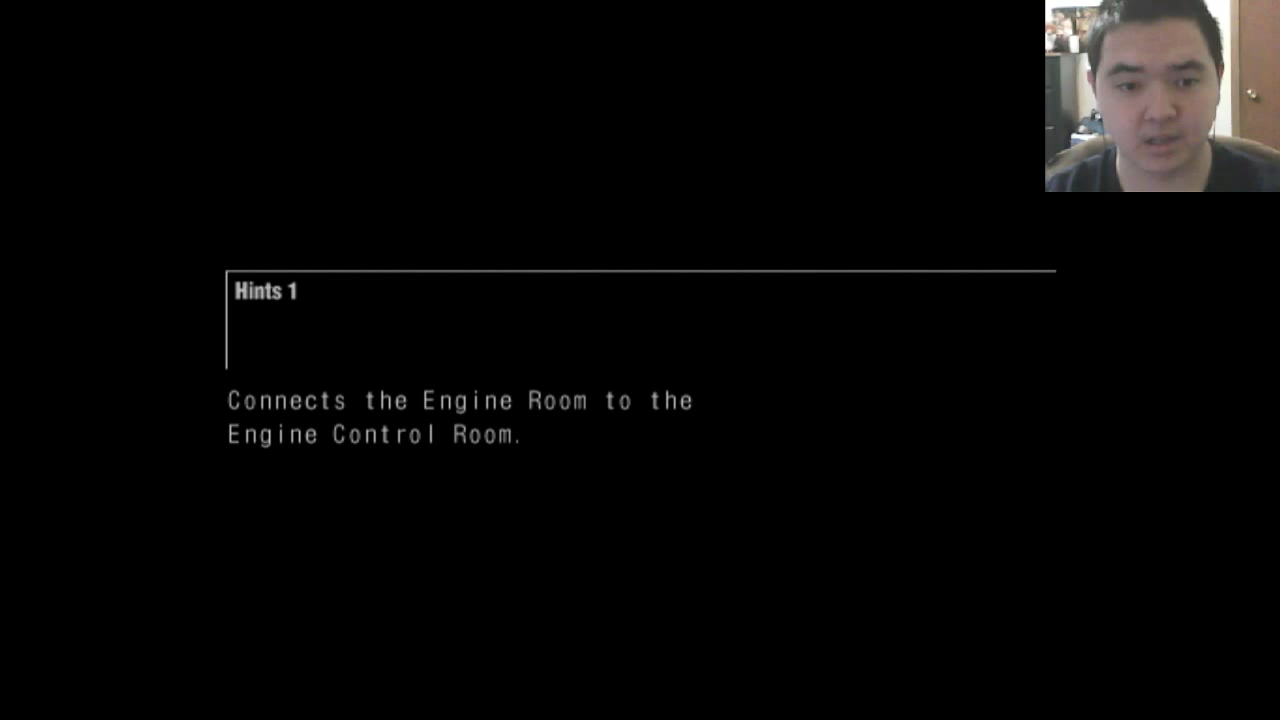 Hints 1
Connects the Engine Room to the
Engine Control Room.